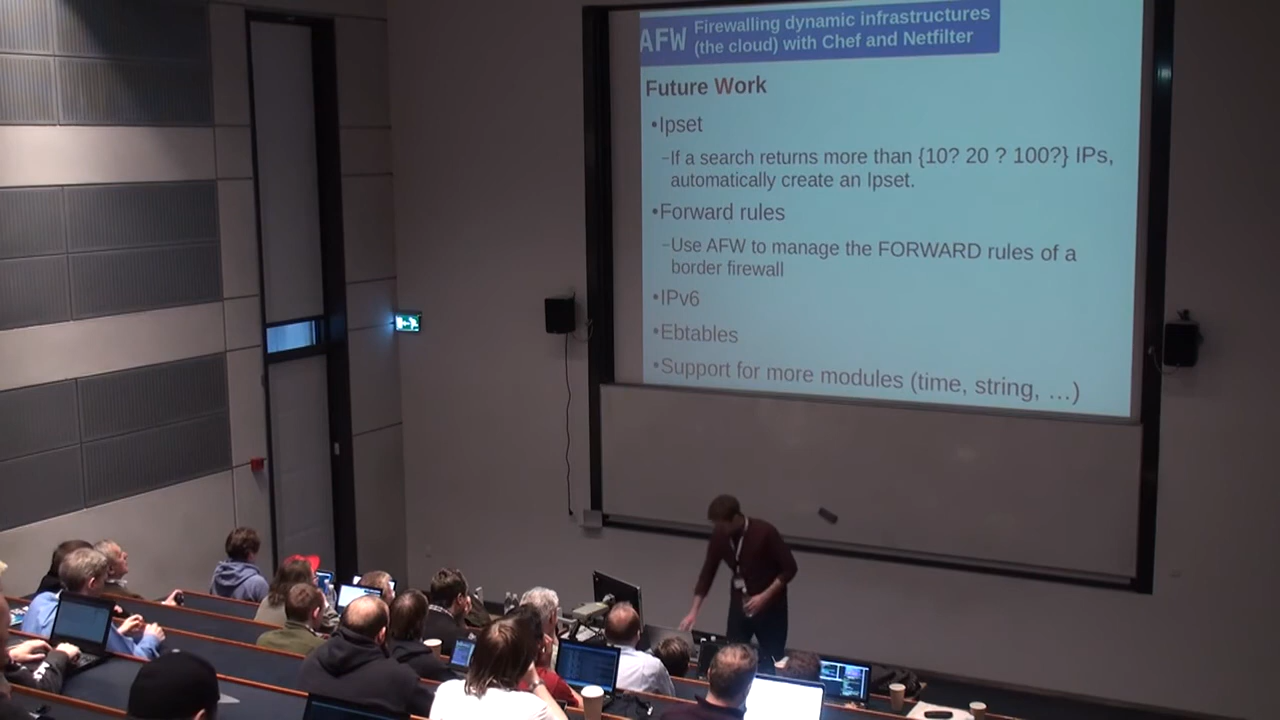 AFW Firewalling dynamic infrastructures
(the cloud) with Chef and Netfilter
Future Work
•Ipset
–If a search returns more than {10? 20 ? 100?} IPs,
automatically create an Ipset.
•Forward rules
–Use AFW to manage the FORWARD rules of a
border firewall
•IPv6
•Ebtables
•Support for more modules (time, string, …)